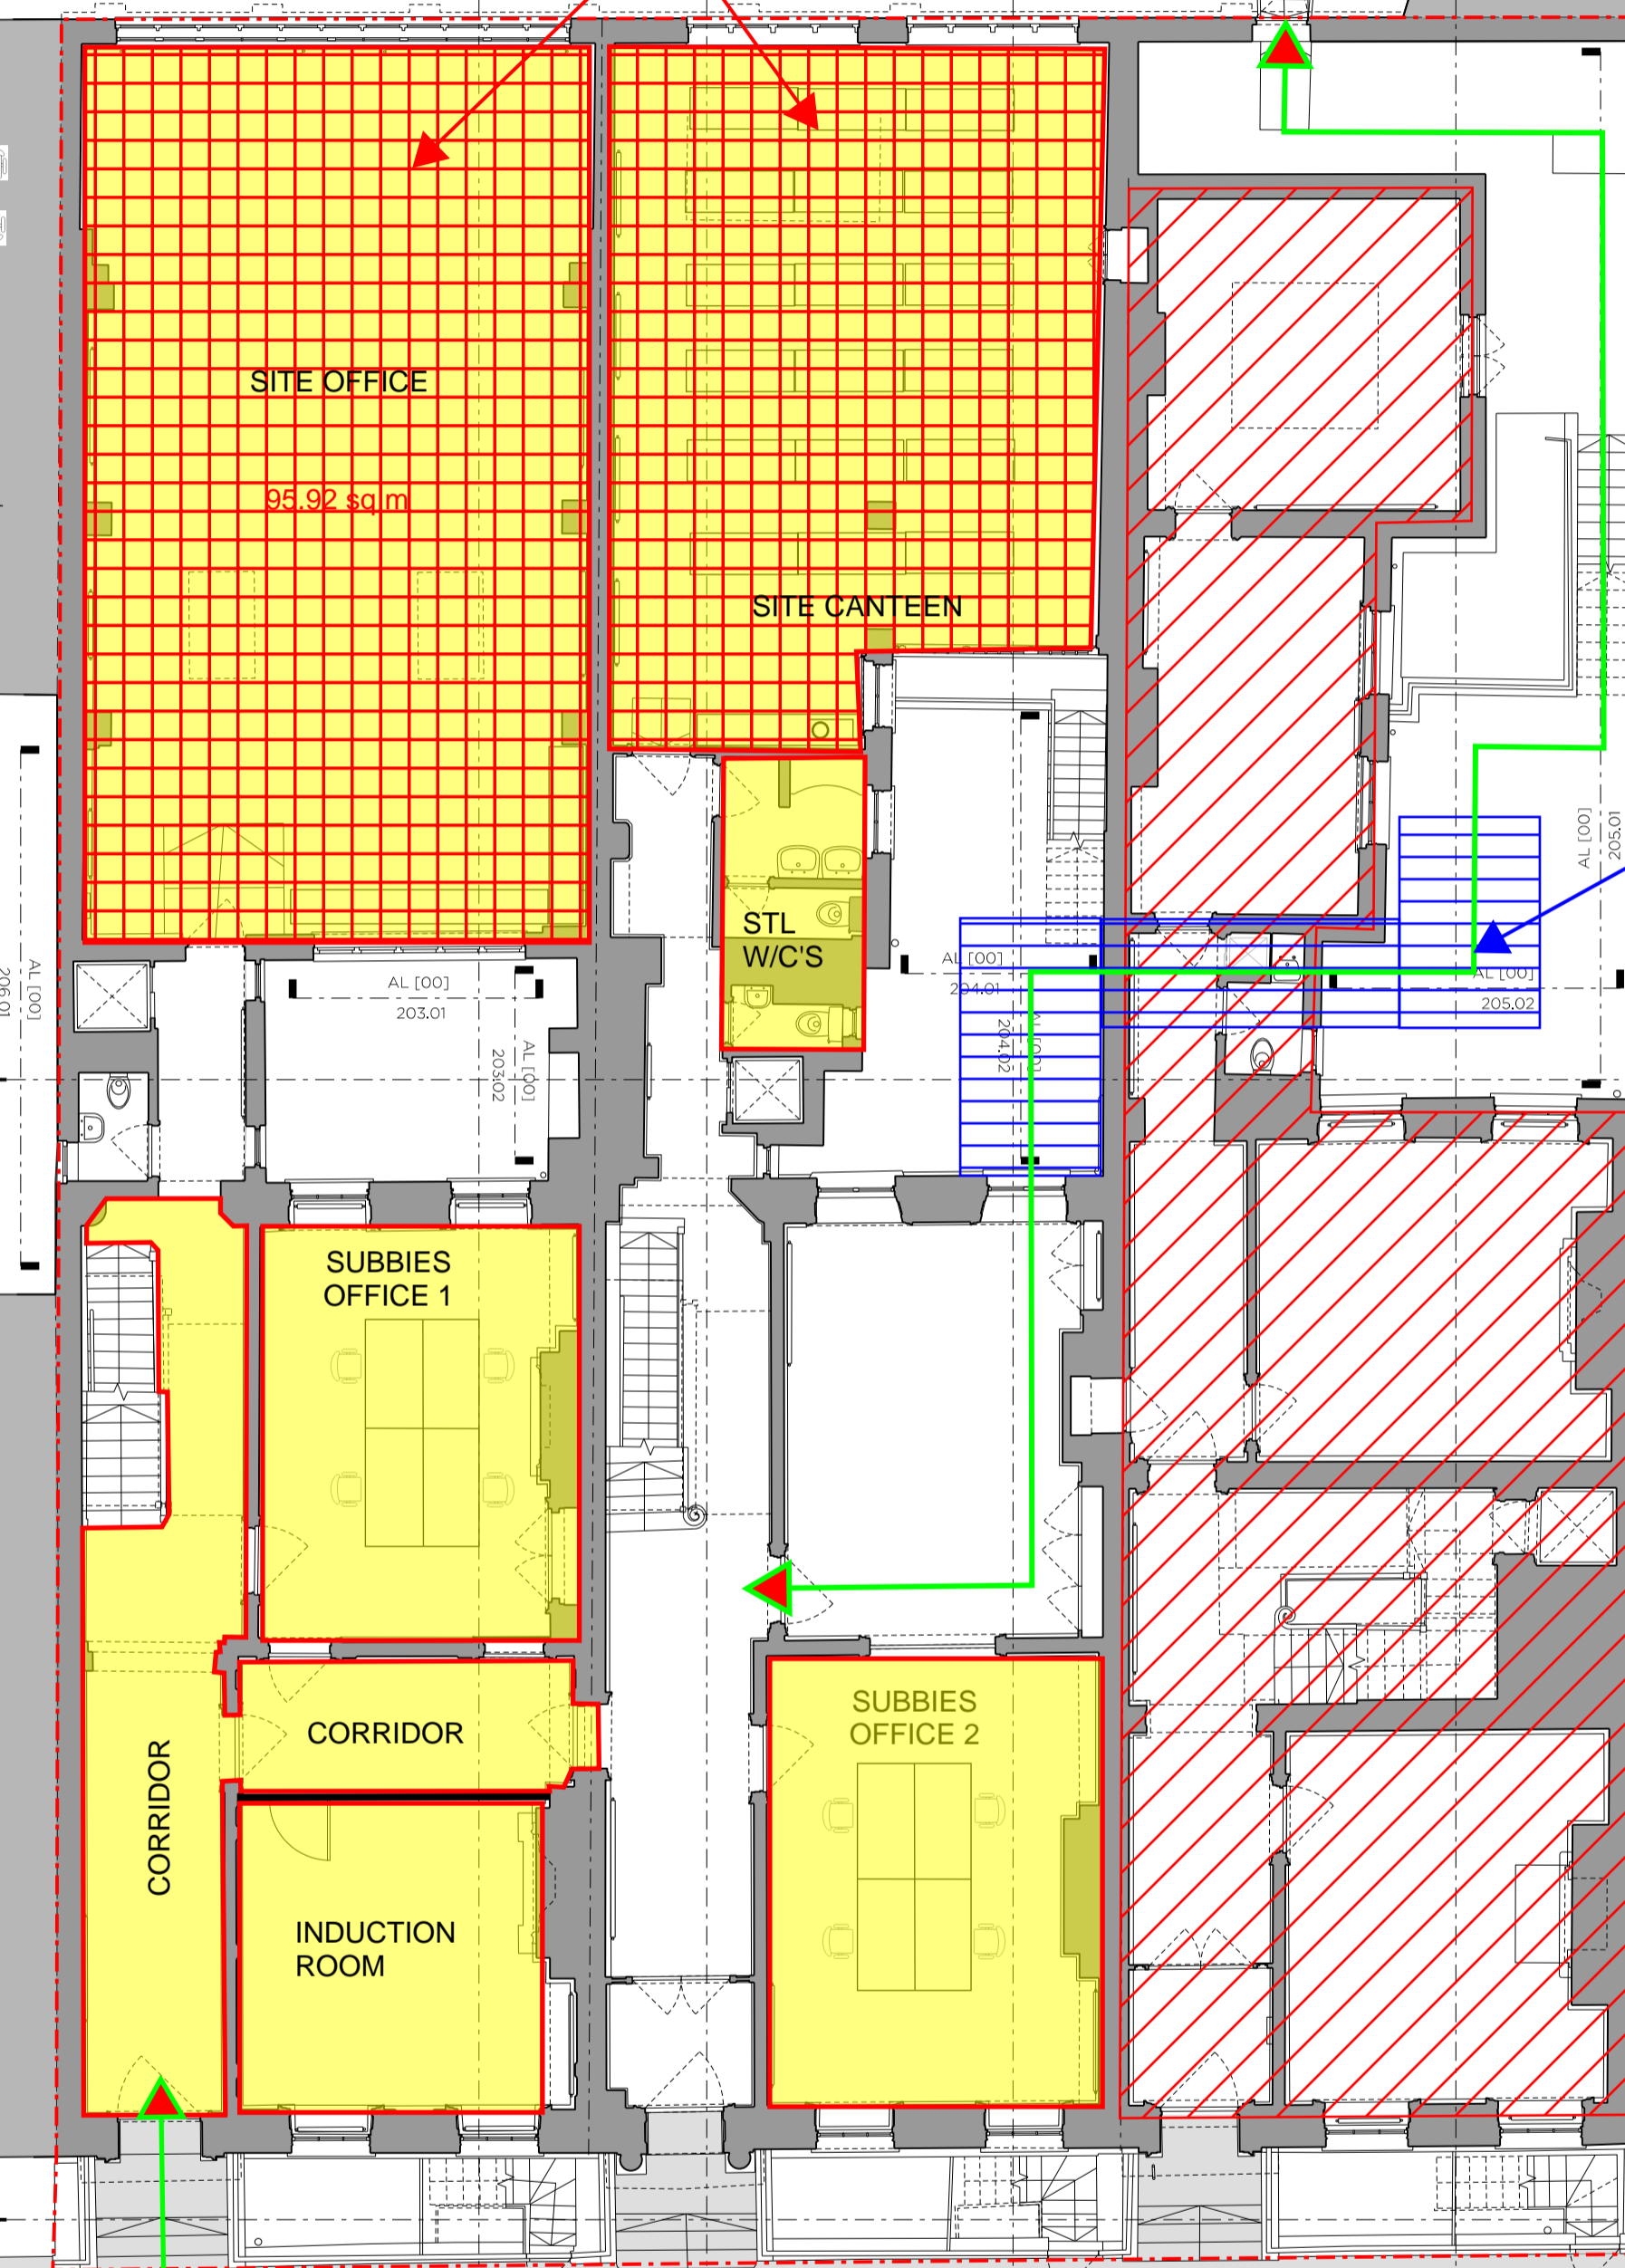 SITE OFFICE
95.92 sq m
SITE CANTEEN
STL
W/C'S
AL [00]
203.01
AL [00]
203.02
AL [00]
204.01
AL [00]
204.02
AL [00]
205.01
AL [00]
205.02
AL [00]
206.01
SUBBIES
OFFICE 1
SUBBIES
OFFICE 2
CORRIDOR
CORRIDOR
INDUCTION
ROOM